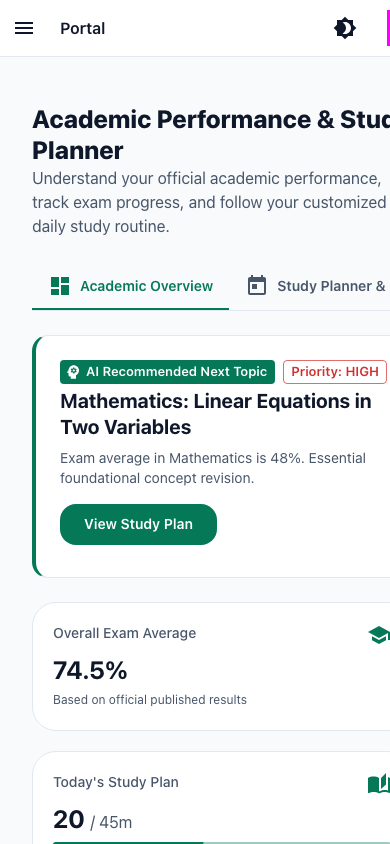 Portal
Academic Performance & Stud
Planner
Understand your official academic performance,
track exam progress, and follow your customized
daily study routine.
Academic Overview
Study Planner &
AI Recommended Next Topic
Priority: HIGH
Mathematics: Linear Equations in
Two Variables
Exam average in Mathematics is 48%. Essential
foundational concept revision.
View Study Plan
Overall Exam Average
74.5%
Based on official published results
Today's Study Plan
20 / 45m